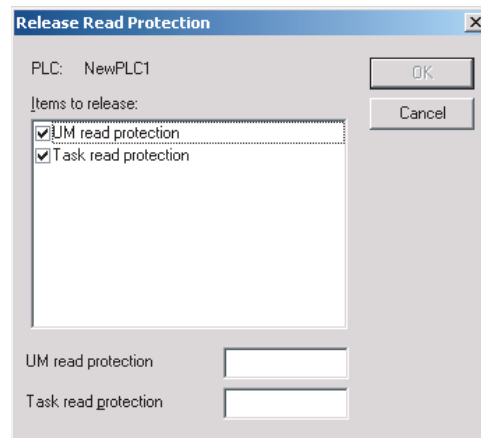 Release Read Protection
PLC: NewPLC1
OK
Items to release:
Cancel
UM read protection
Task read protection
UM read protection
Task read protection